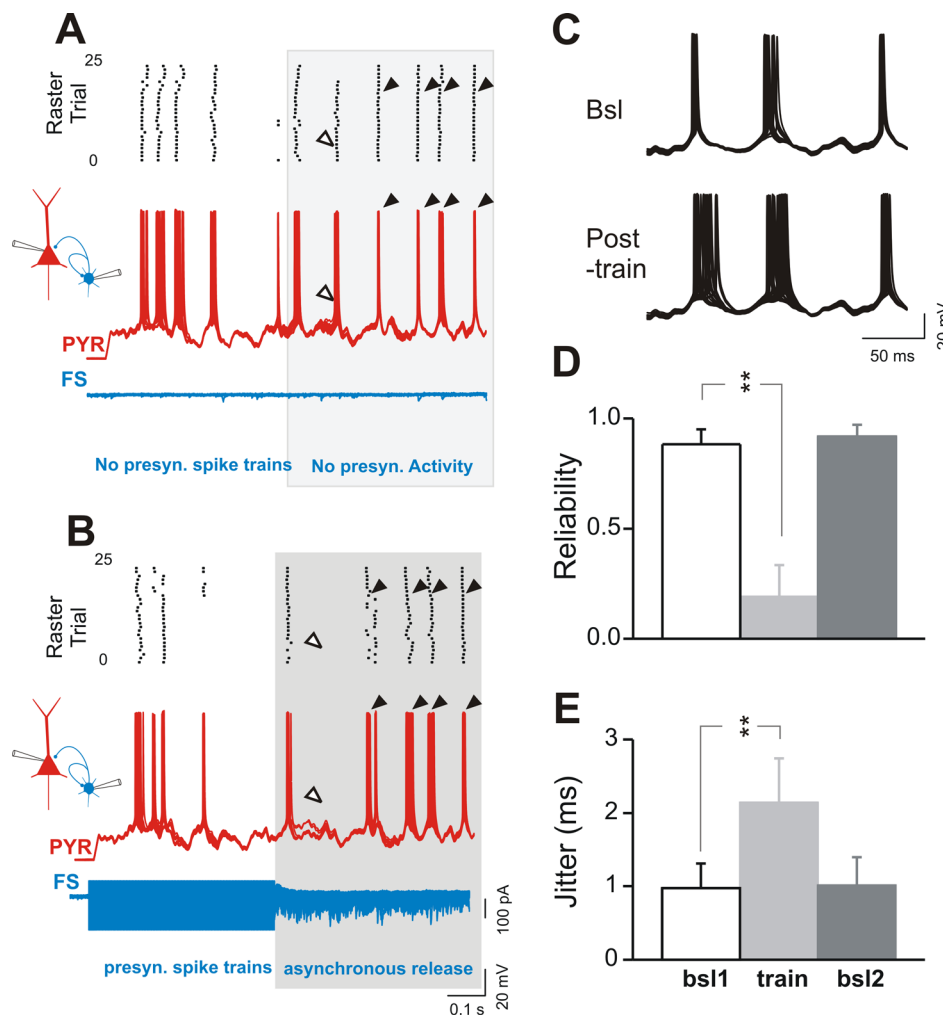 A
25
Raster
Trial
0
PYR
FS
No presyn. spike trains
No presyn. Activity
B
25
Raster
Trial
0
PYR
FS
100 pA
presyn. spike trains
asynchronous release
20 mV
0.1 s
C
Bsl
Post
-train
20 mV
50 ms
D
**
1.0
Reliability
0.5
0.0
E
**
3
Jitter (ms)
2
1
0
bsl1 train bsl2